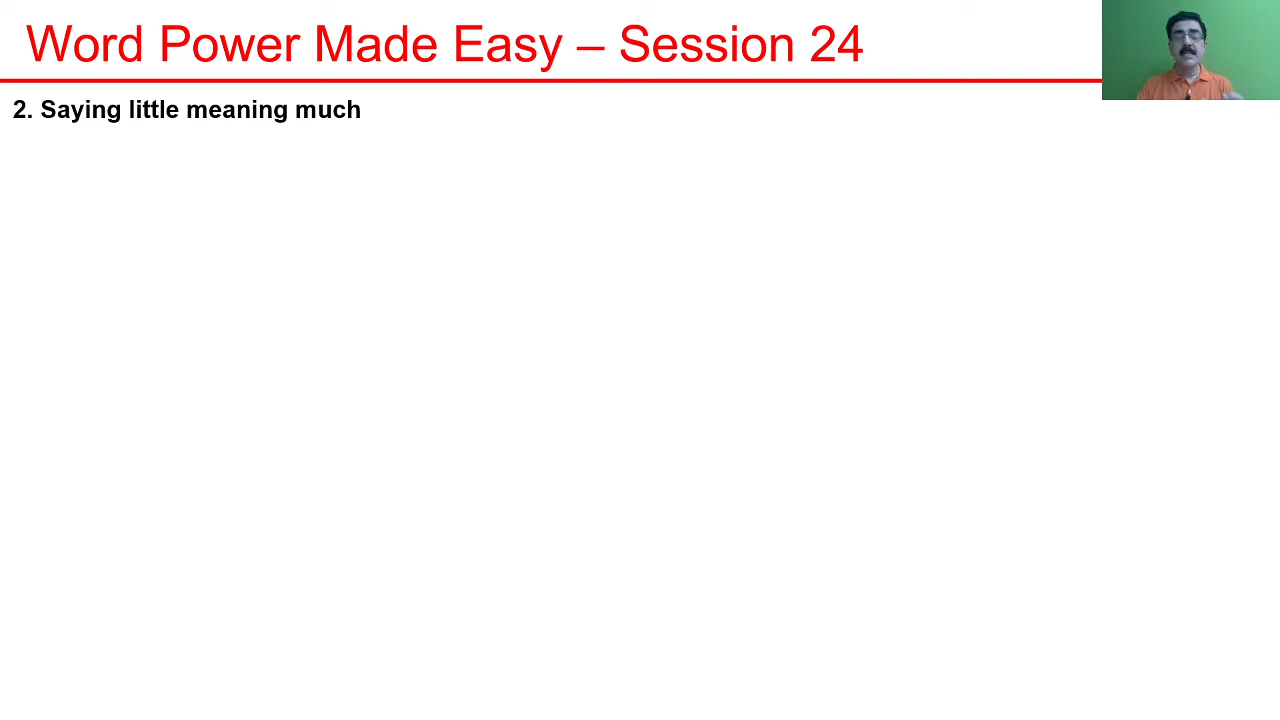 Word Power Made Easy – Session 24
2. Saying little meaning much